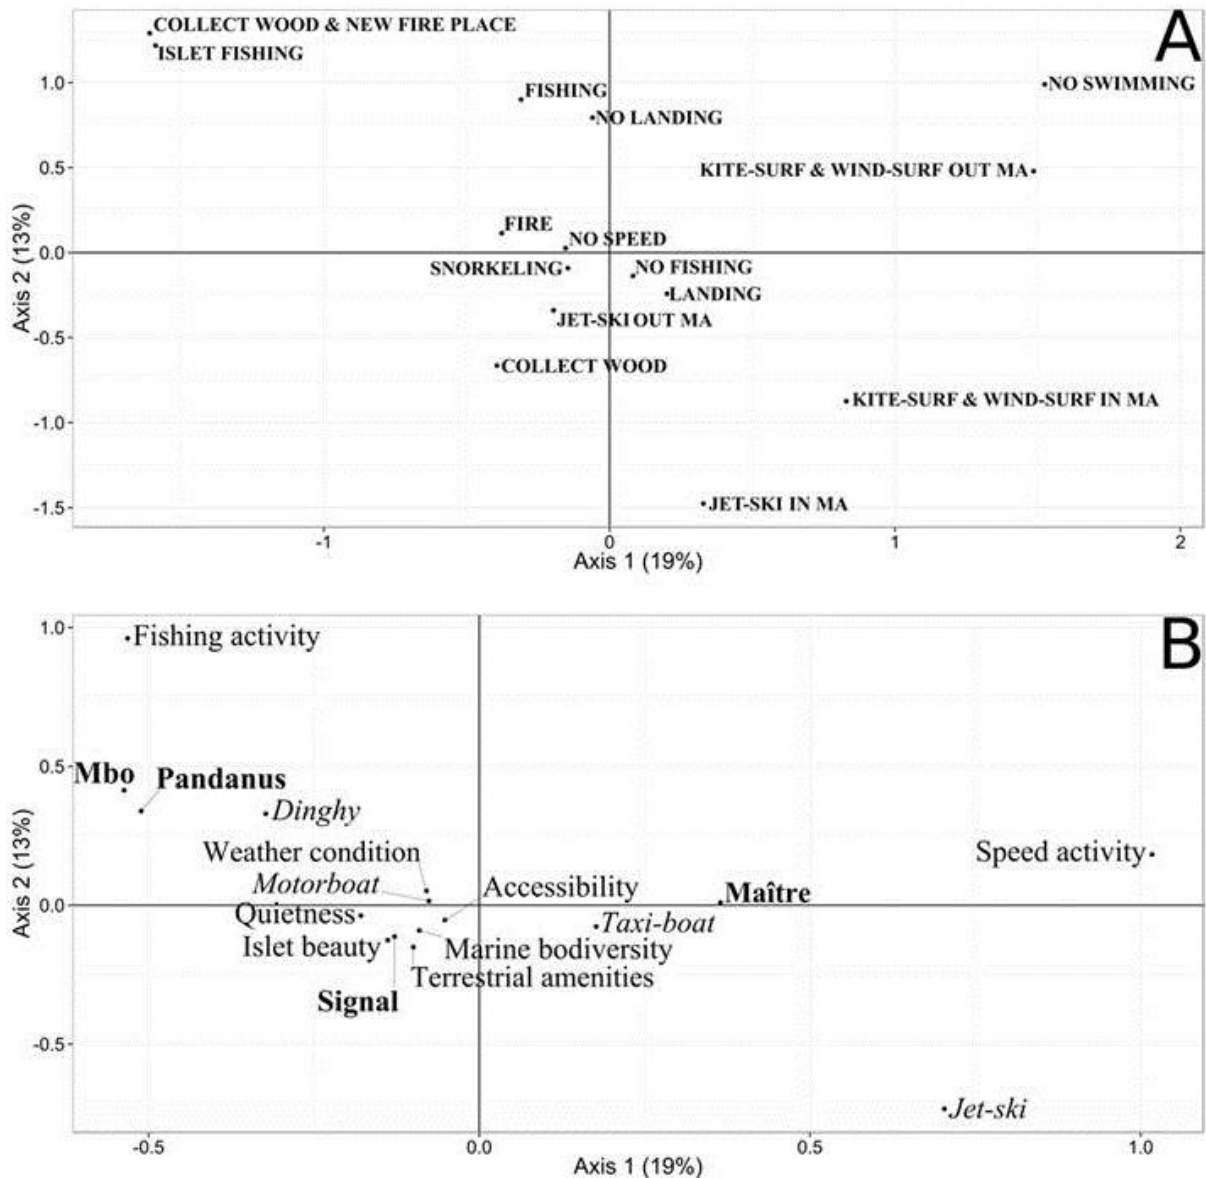 COLLECT WOOD & NEW FIRE PLACE
A
ISLET FISHING
1.0
FISHING
NO SWIMMING
NO LANDING
0.5
KITE-SURF & WIND-SURF OUT MA
FIRE
NO SPEED
0.0
SNORKELING
NO FISHING
LANDING
JET-SKI OUT MA
-0.5
COLLECT WOOD
KITE-SURF & WIND-SURF IN MA
-1.0
JET-SKI IN MA
-1.5
Axis 2 (13%)
-1
0
1
2
Axis 1 (19%)
B
1.0
Fishing activity
Mbo
Pandanus
0.5
Dinghy
Weather condition
Speed activity
Motorboat
Accessibility
Maître
0.0
Quietness
Taxi-boat
Islet beauty
Marine bodiversity
Terrestrial amenities
Signal
-0.5
Jet-ski
Axis 2 (13%)
-0.5
0.0
0.5
1.0
Axis 1 (19%)